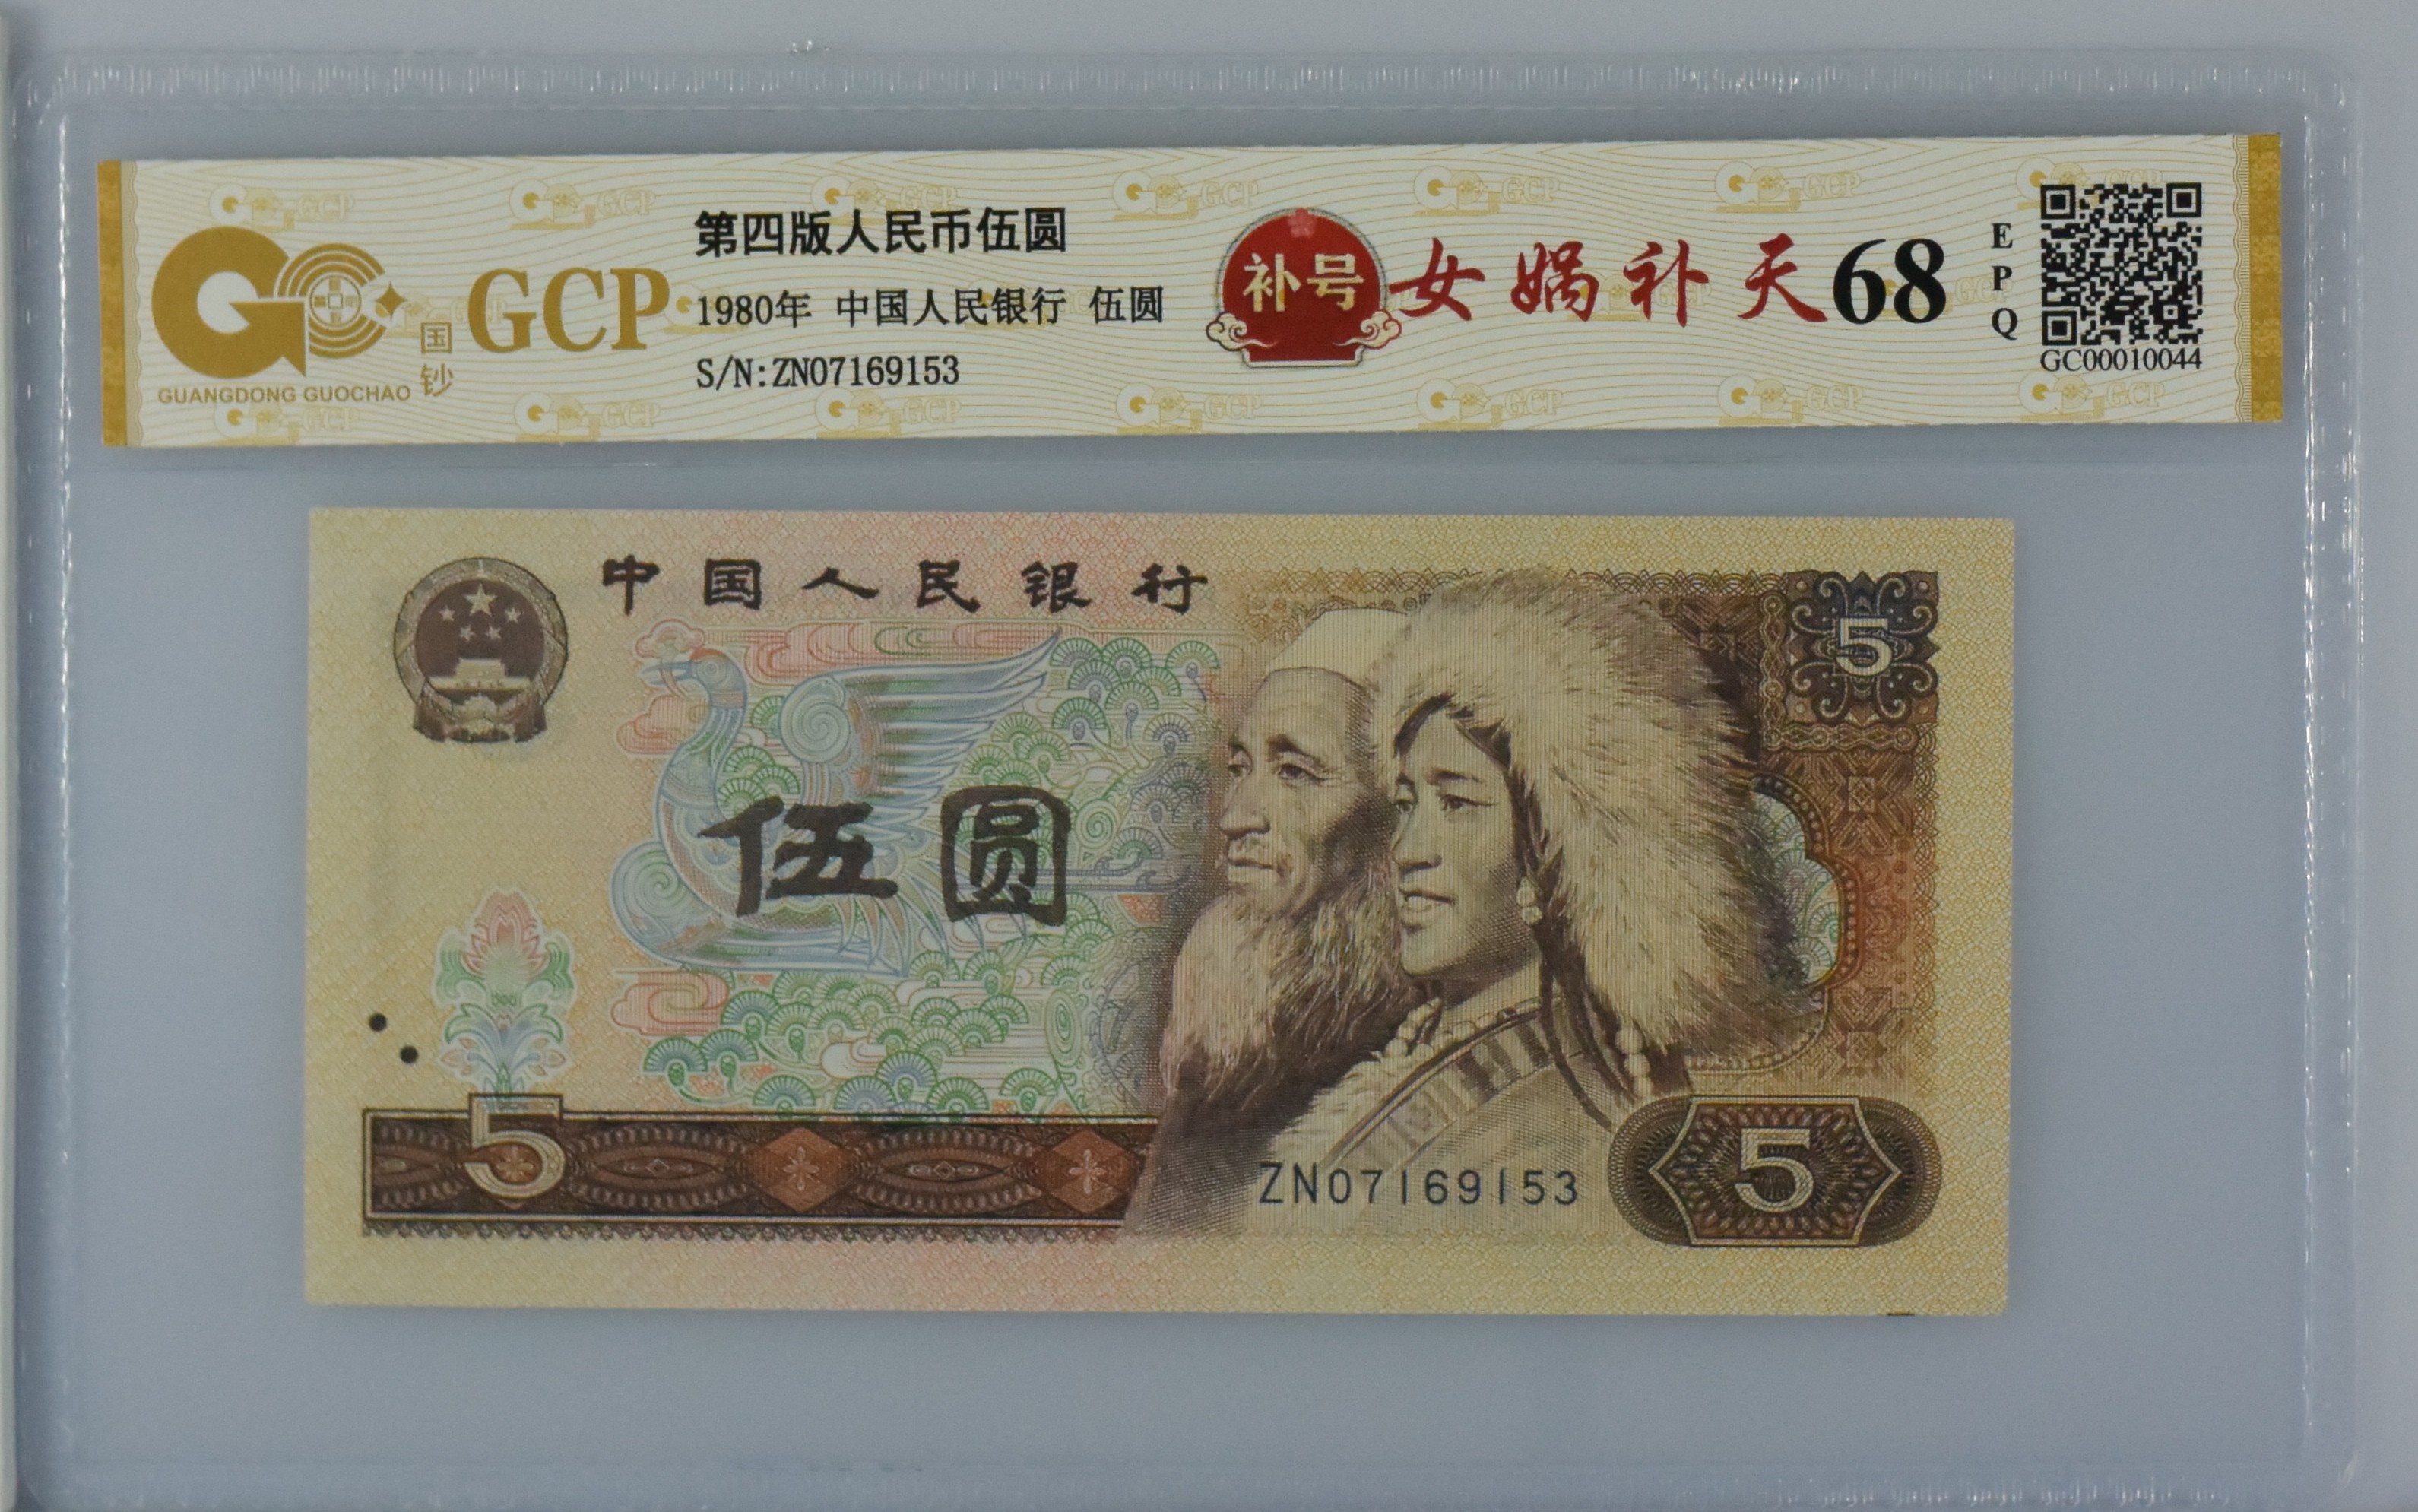 GCP
国钞
GUANGDONG GUOCHAO
第四版人民币伍圆
1980年 中国人民银行 伍圆
S/N:ZN07169153
补号
女娲补天
68
EPQ
GC00010044
中国人民银行
5
伍圆
5
ZN07169153
5